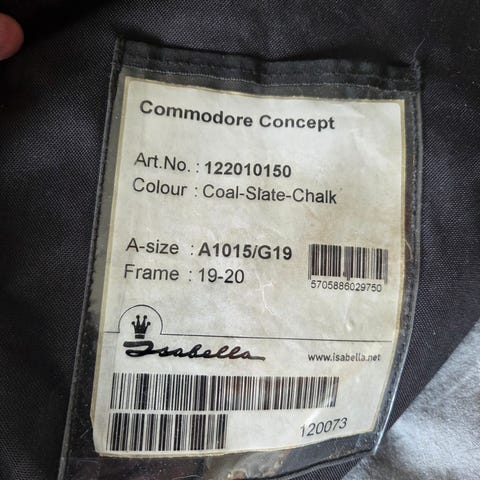 Commodore Concept
Art.No. : 122010150
Colour : Coal-Slate-Chalk
A-size : A1015/G19
Frame : 19-20
5705886029750
Isabella
www.isabella.net
120073